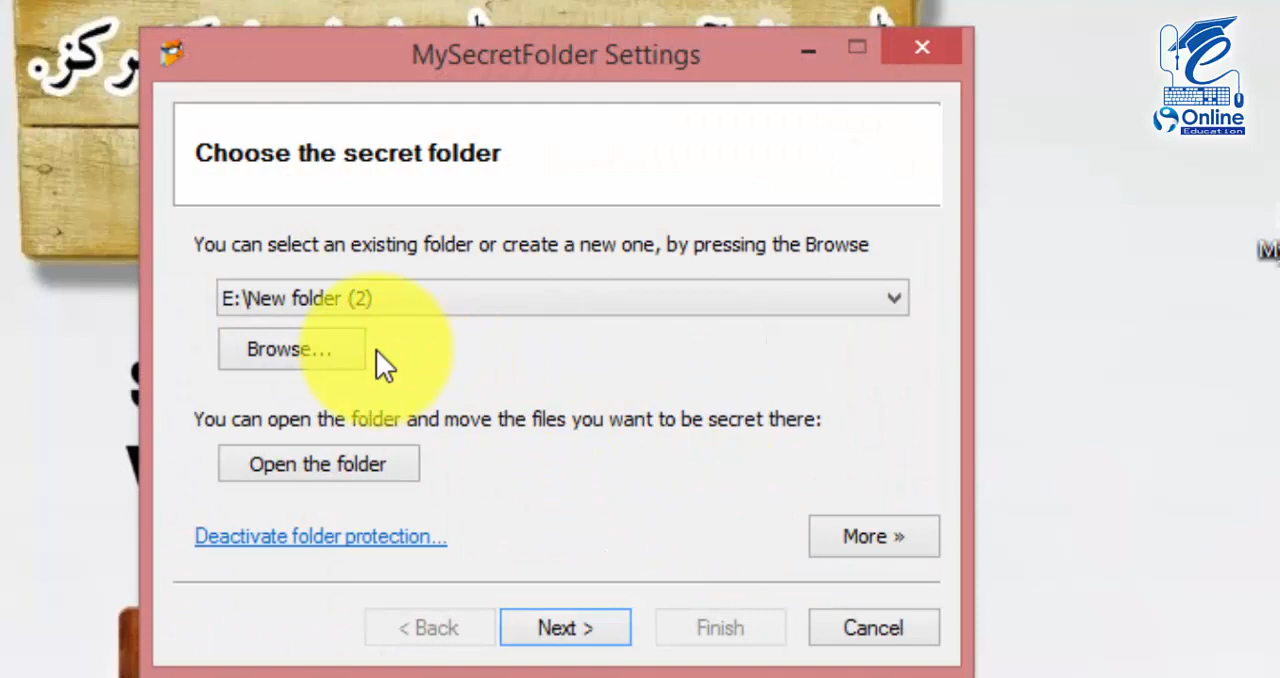 مرکز.
MySecretFolder Settings
Online
Education
Choose the secret folder
You can select an existing folder or create a new one, by pressing the Browse
E:\New folder (2)
Browse...
You can open the folder and move the files you want to be secret there:
Open the folder
Deactivate folder protection...
More »
< Back
Next >
Finish
Cancel